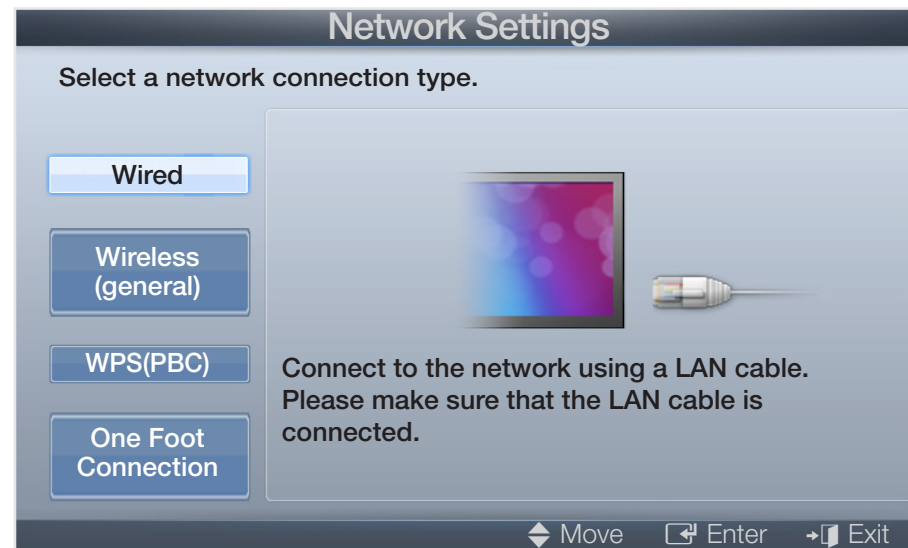 Network Settings
Select a network connection type.
Wired
Wireless
(general)
WPS(PBC)
One Foot
Connection
Connect to the network using a LAN cable.
Please make sure that the LAN cable is
connected.
Move Enter Exit